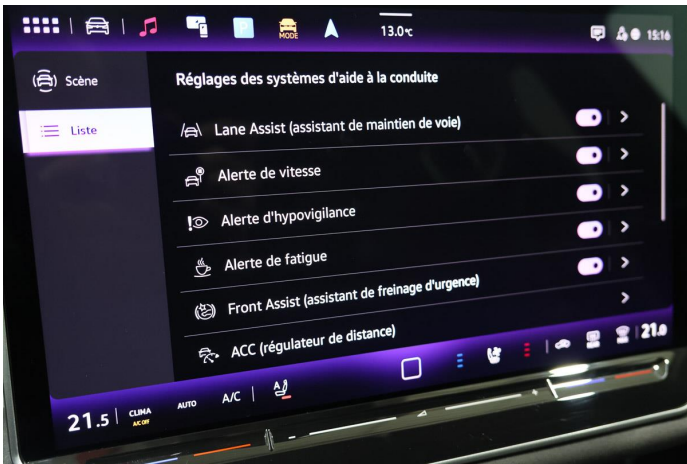 P
MODE
13.0°c
15:16
Scène
Réglages des systèmes d'aide à la conduite
Liste
Lane Assist (assistant de maintien de voie)
Alerte de vitesse
Alerte d'hypovigilance
Alerte de fatigue
Front Assist (assistant de freinage d'urgence)
ACC (régulateur de distance)
21.5
CLIMA
A/C OFF
AUTO
A/C
A
21.0